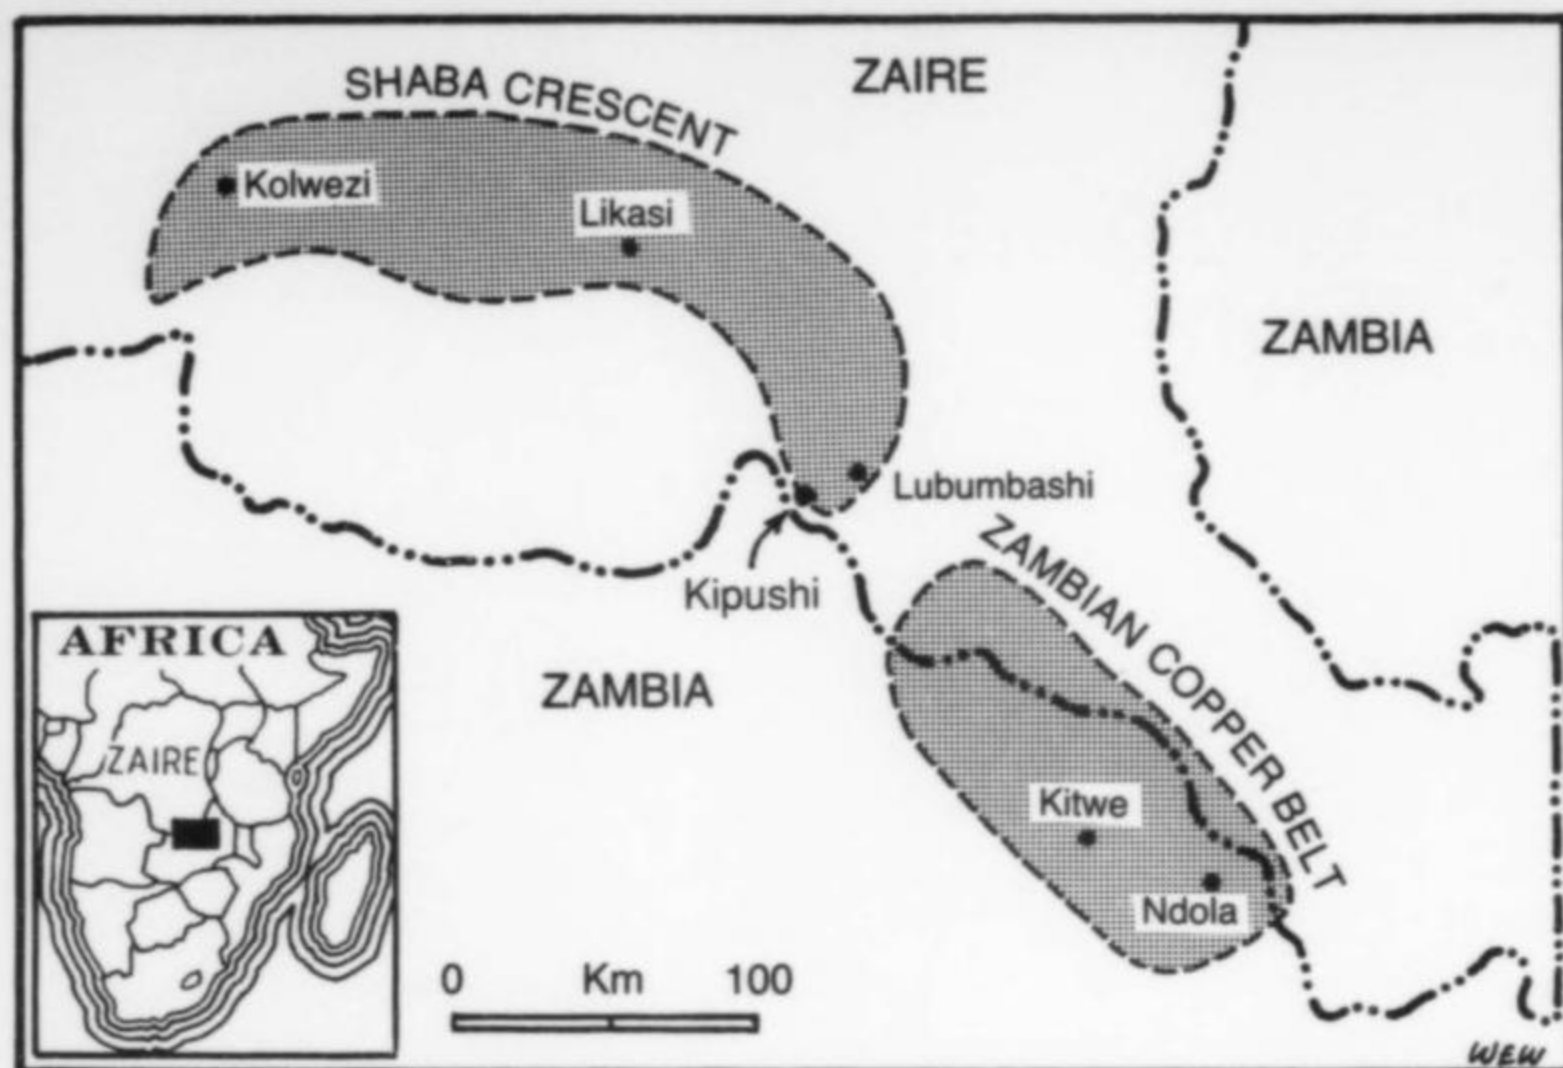 SHABA CRESCENT
ZAIRE
Kolwezi
Likasi
ZAMBIA
Lubumbashi
Kipushi
ZAMBIAN COPPER BELT
ZAMBIA
Kitwe
Ndola
AFRICA
ZAIRE
0 Km 100
WEW